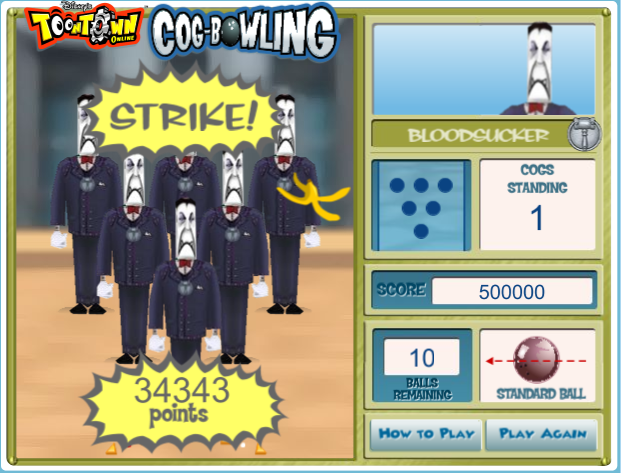 Disney's
TOONTOWN
ONLINE
COG-BOWLING
STRIKE!
34343
points
BLOODSUCKER
COGS
STANDING
1
SCORE 500000
10
BALLS
REMAINING
STANDARD BALL
HOW TO PLAY
PLAY AGAIN